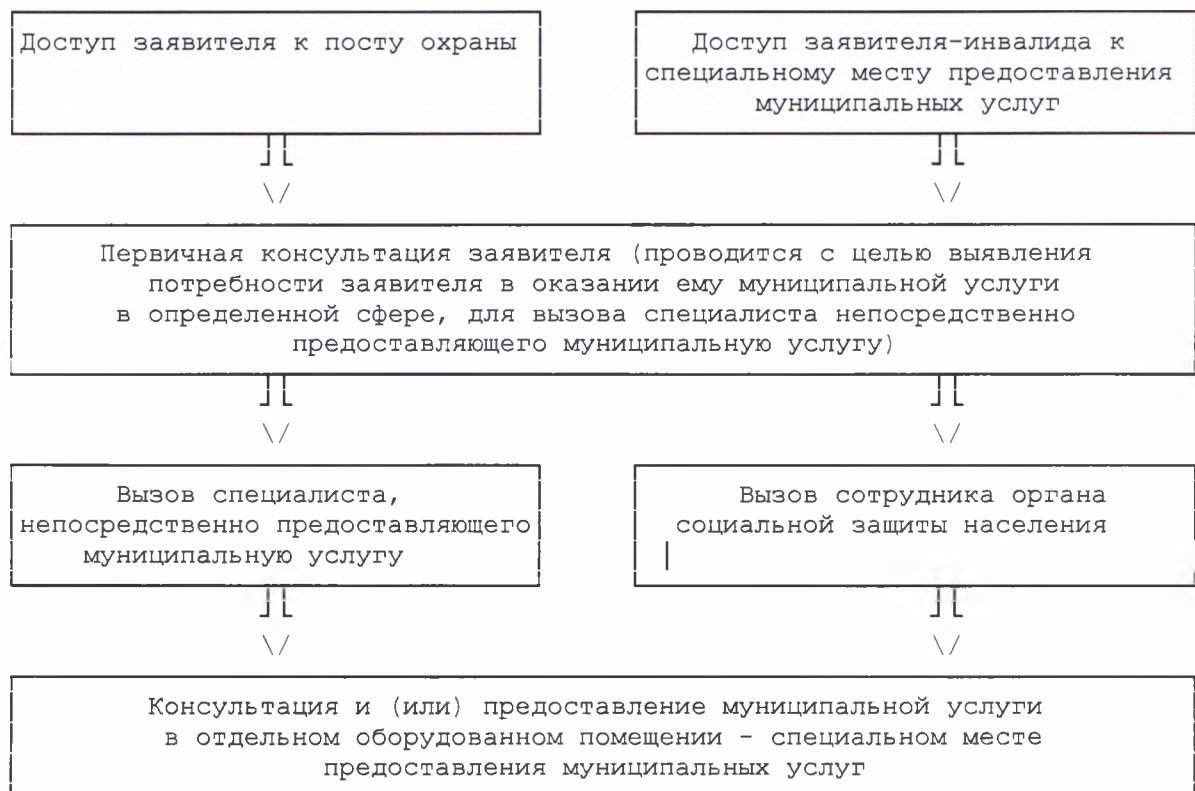 Доступ заявителя к посту охраны
Доступ заявителя-инвалида к
специальному месту предоставления
муниципальных услуг
Первичная консультация заявителя (проводится с целью выявления
потребности заявителя в оказании ему муниципальной услуги
в определенной сфере, для вызова специалиста непосредственно
предоставляющего муниципальную услугу)
Вызов специалиста,
непосредственно предоставляющего
муниципальную услугу
Вызов сотрудника органа
социальной защиты населения
Консультация и (или) предоставление муниципальной услуги
в отдельном оборудованном помещении - специальном месте
предоставления муниципальных услуг